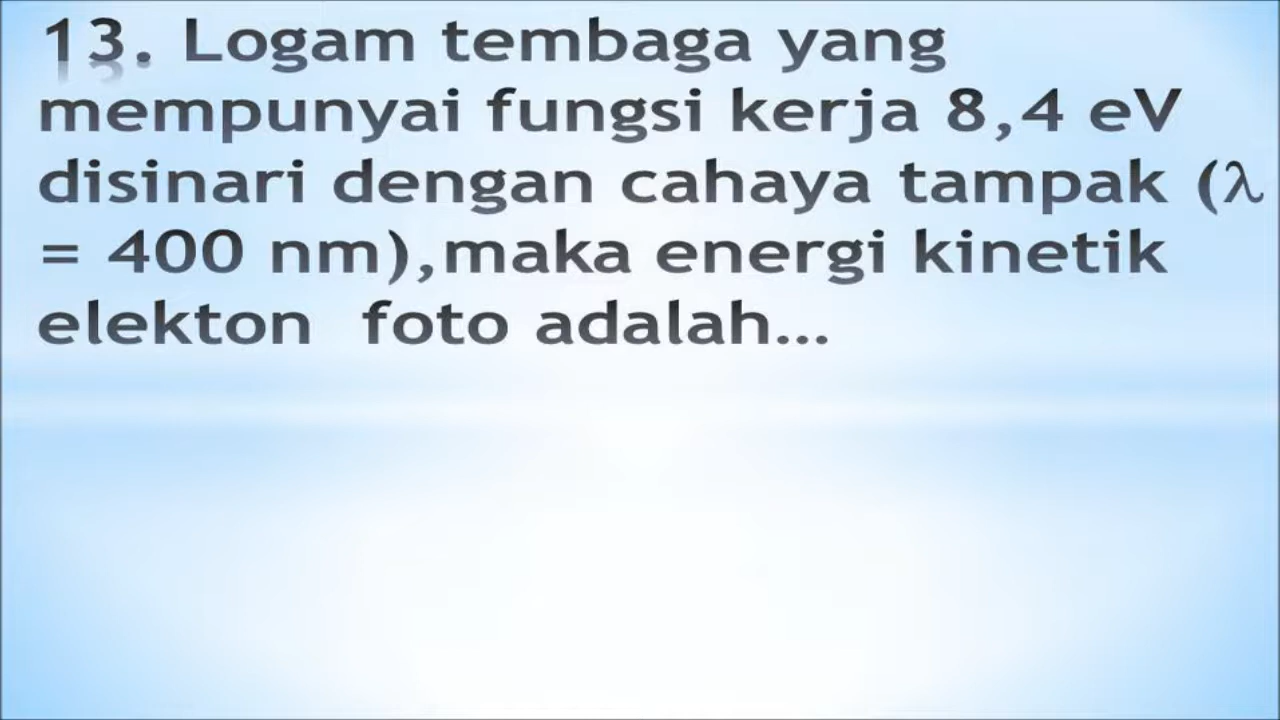 13. Logam tembaga yang
mempunyai fungsi kerja 8,4 eV
disinari dengan cahaya tampak (λ
= 400 nm),maka energi kinetik
elekton foto adalah...